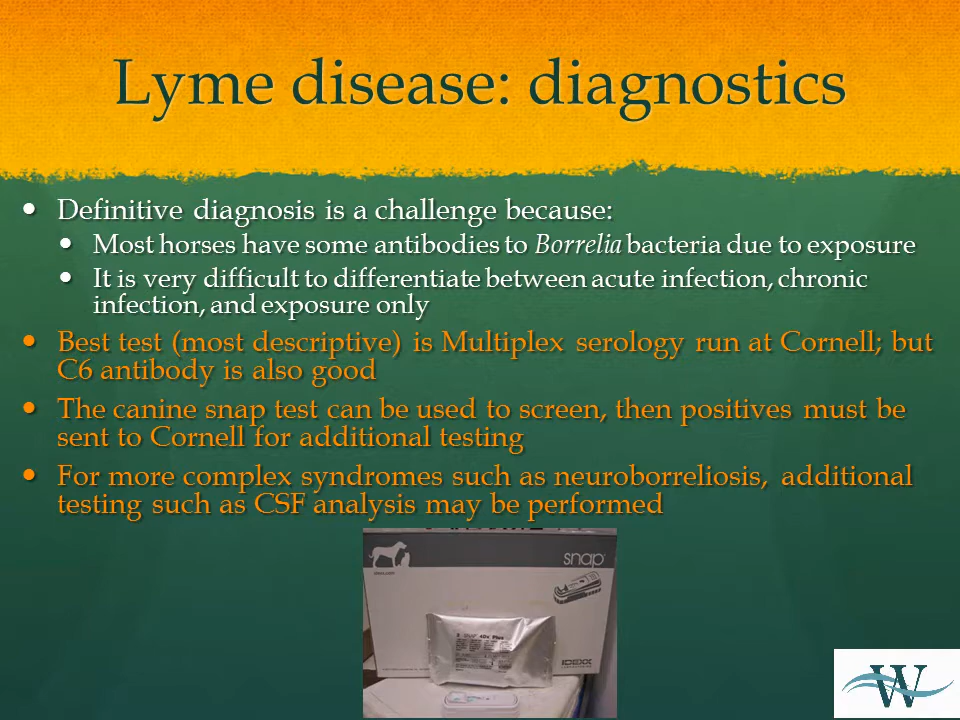 Lyme disease: diagnostics
Definitive diagnosis is a challenge because:
Most horses have some antibodies to Borrelia bacteria due to exposure
It is very difficult to differentiate between acute infection, chronic
infection, and exposure only
Best test (most descriptive) is Multiplex serology run at Cornell; but
C6 antibody is also good
The canine snap test can be used to screen, then positives must be
sent to Cornell for additional testing
For more complex syndromes such as neuroborreliosis, additional
testing such as CSF analysis may be performed
snap
SNAP 4Dx Plus
IDEXX
W